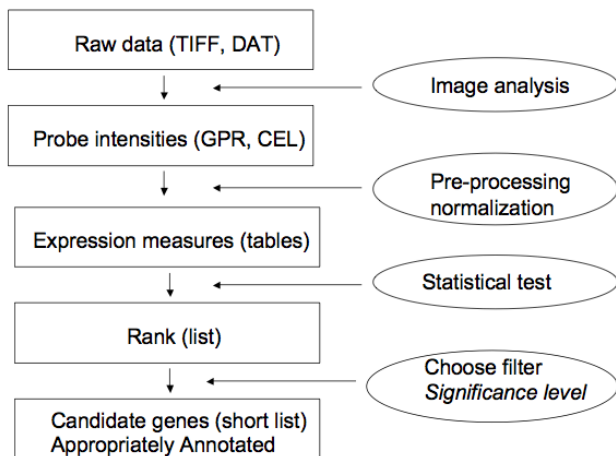 Raw data (TIFF, DAT)
Image analysis
Probe intensities (GPR, CEL)
Pre-processing
normalization
Expression measures (tables)
Statistical test
Rank (list)
Choose filter
Significance level
Candidate genes (short list)
Appropriately Annotated